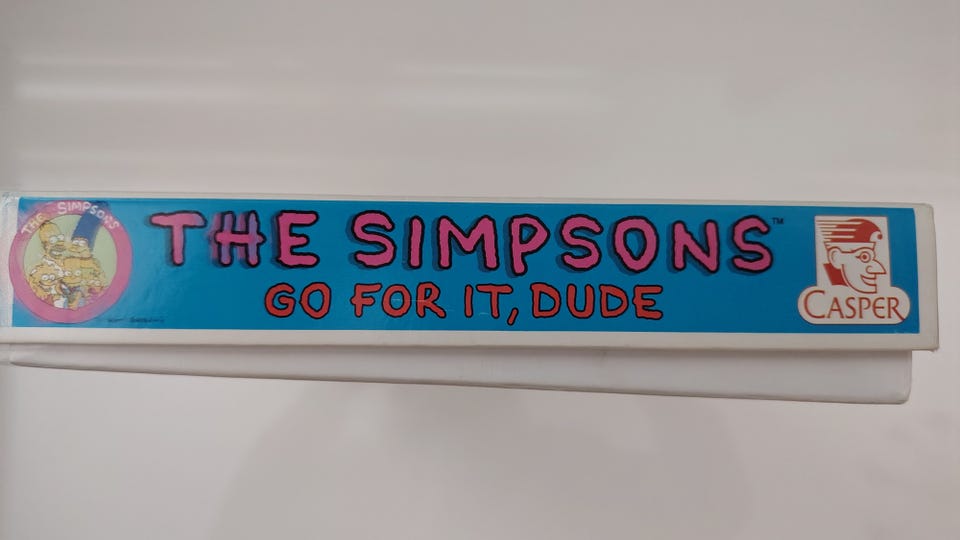 THE SIMPSONS
THE SIMPSONS™
GO FOR IT, DUDE
CASPER